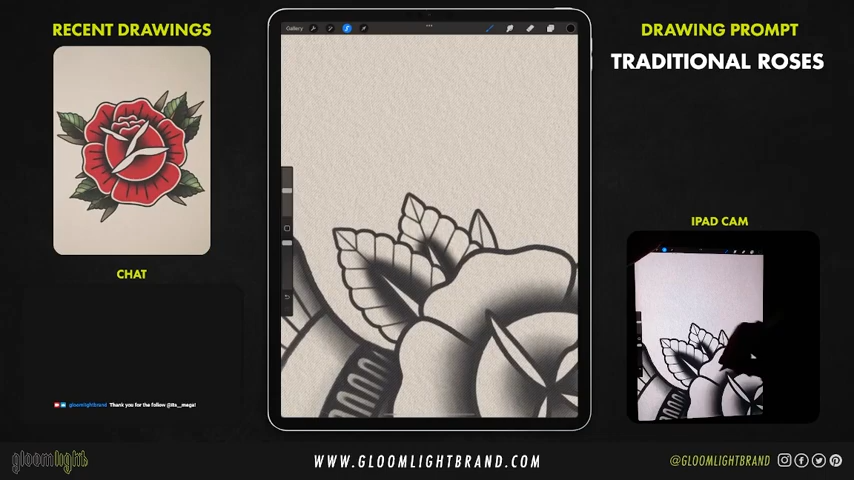 RECENT DRAWINGS
DRAWING PROMPT
Gallery
TRADITIONAL ROSES
IPAD CAM
CHAT
gloomlightbrand Thank you for the follow @its__mega!
gloomlight
WWW.GLOOMLIGHTBRAND.COM
@GLOOMLIGHTBRAND